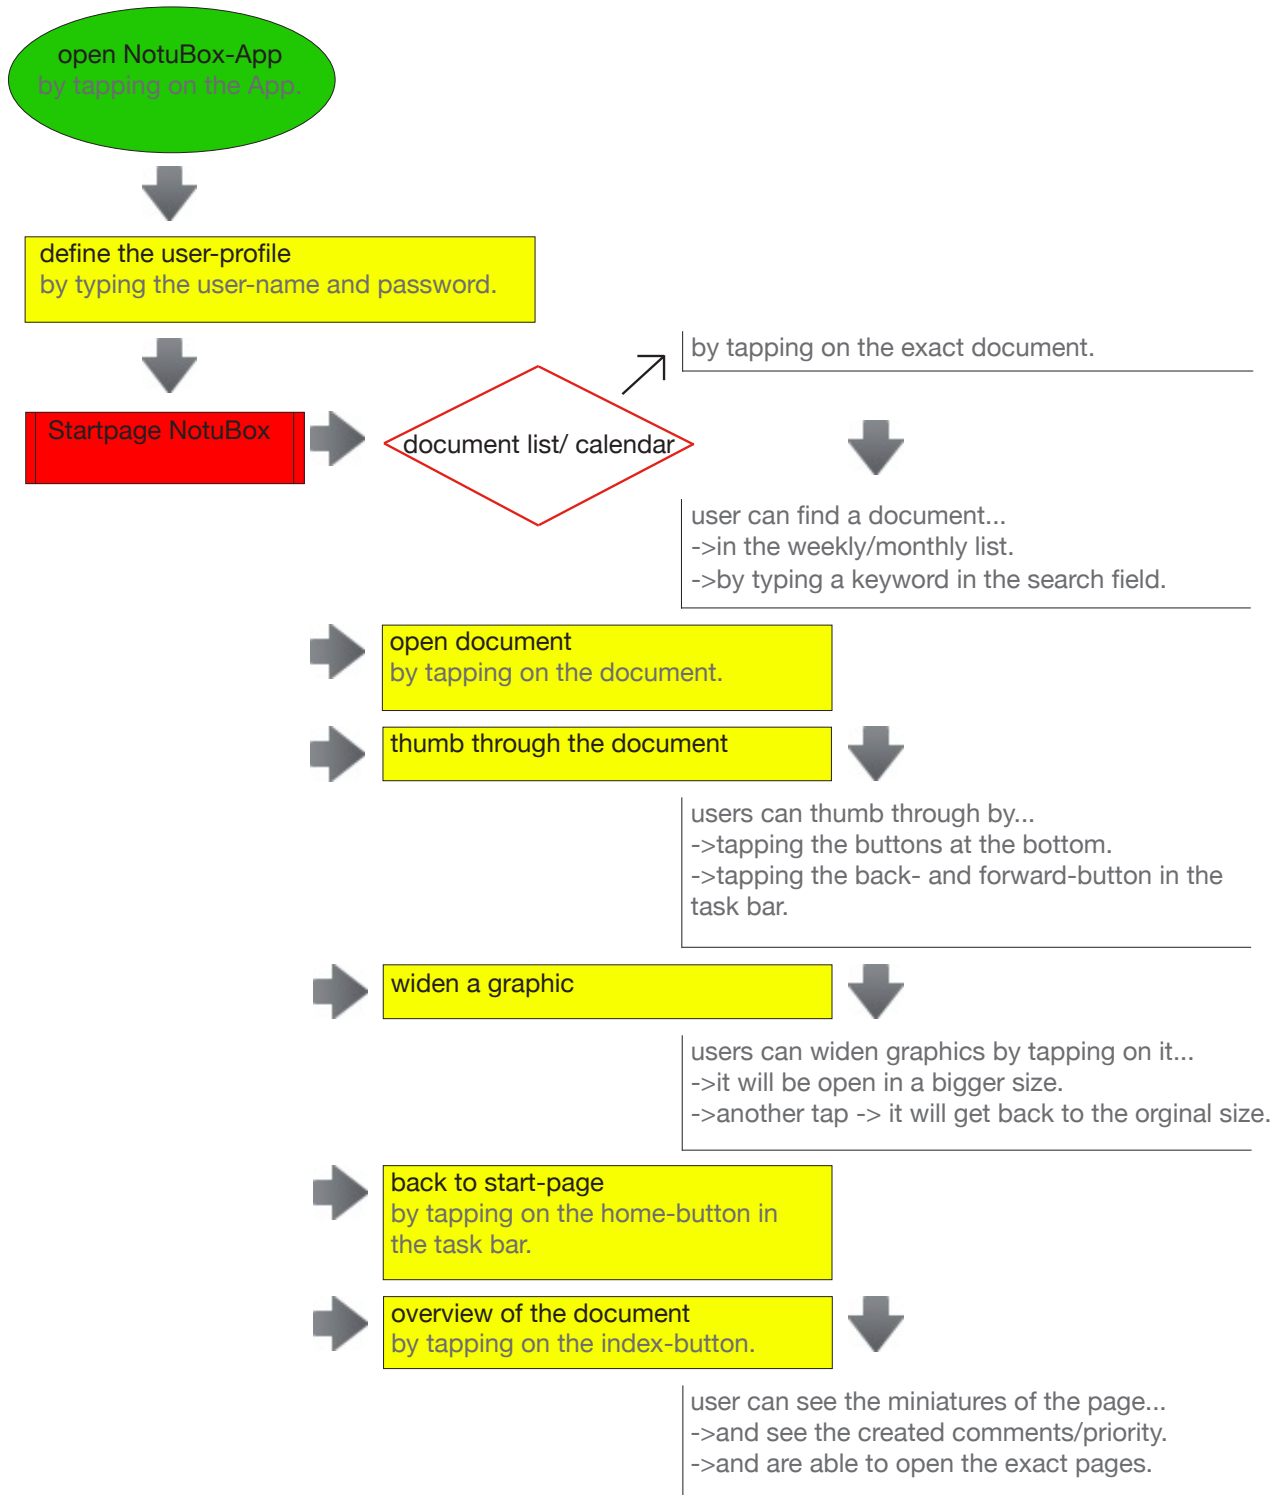 open NotuBox-App
by tapping on the App.
define the user-profile
by typing the user-name and password.
by tapping on the exact document.
Startpage NotuBox
document list/ calendar
user can find a document...
->in the weekly/monthly list.
->by typing a keyword in the search field.
open document
by tapping on the document.
thumb through the document
users can thumb through by...
->tapping the buttons at the bottom.
->tapping the back- and forward-button in the
task bar.
widen a graphic
users can widen graphics by tapping on it...
->it will be open in a bigger size.
->another tap -> it will get back to the orginal size.
back to start-page
by tapping on the home-button in
the task bar.
overview of the document
by tapping on the index-button.
user can see the miniatures of the page...
->and see the created comments/priority.
->and are able to open the exact pages.